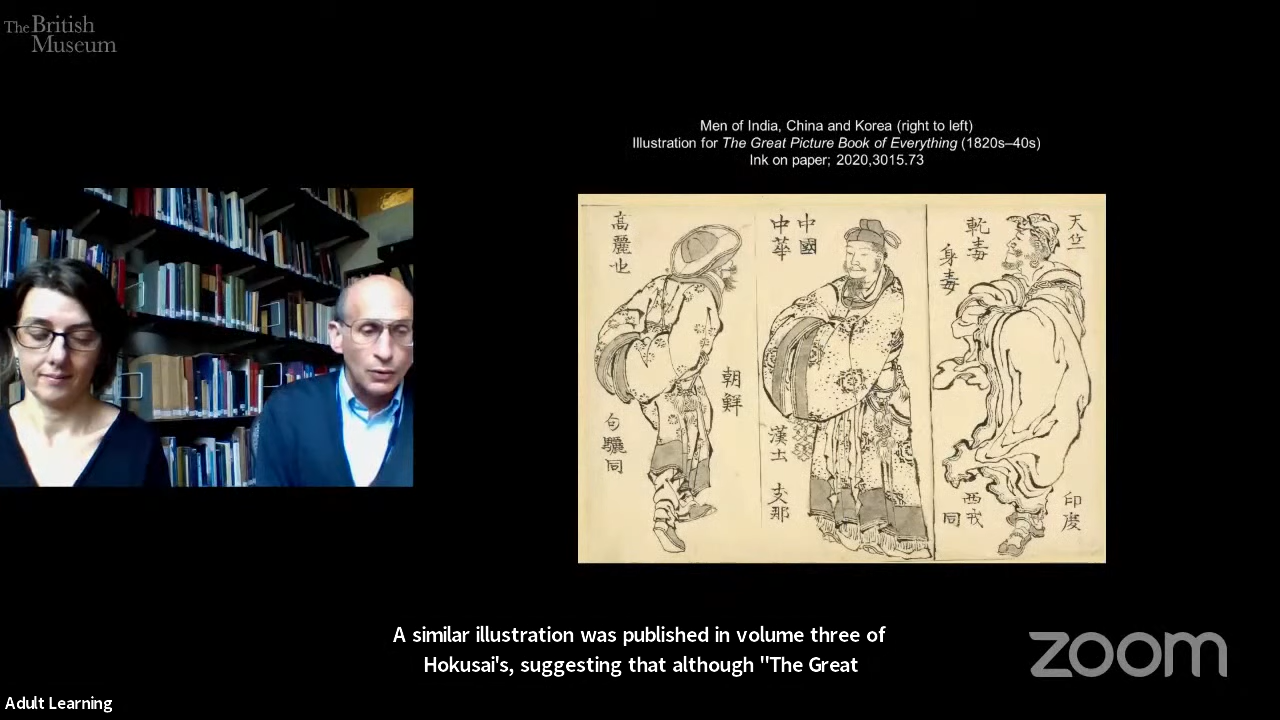 The British
Museum
Men of India, China and Korea (right to left)
Illustration for The Great Picture Book of Everything (1820s–40s)
Ink on paper; 2020,3015.73
天竺
乾毒
身毒
印度
西戎
同
中國
中華
漢土
支那
高麗也
朝鮮
句驪同
A similar illustration was published in volume three of
Hokusai's, suggesting that although "The Great
zoom
Adult Learning